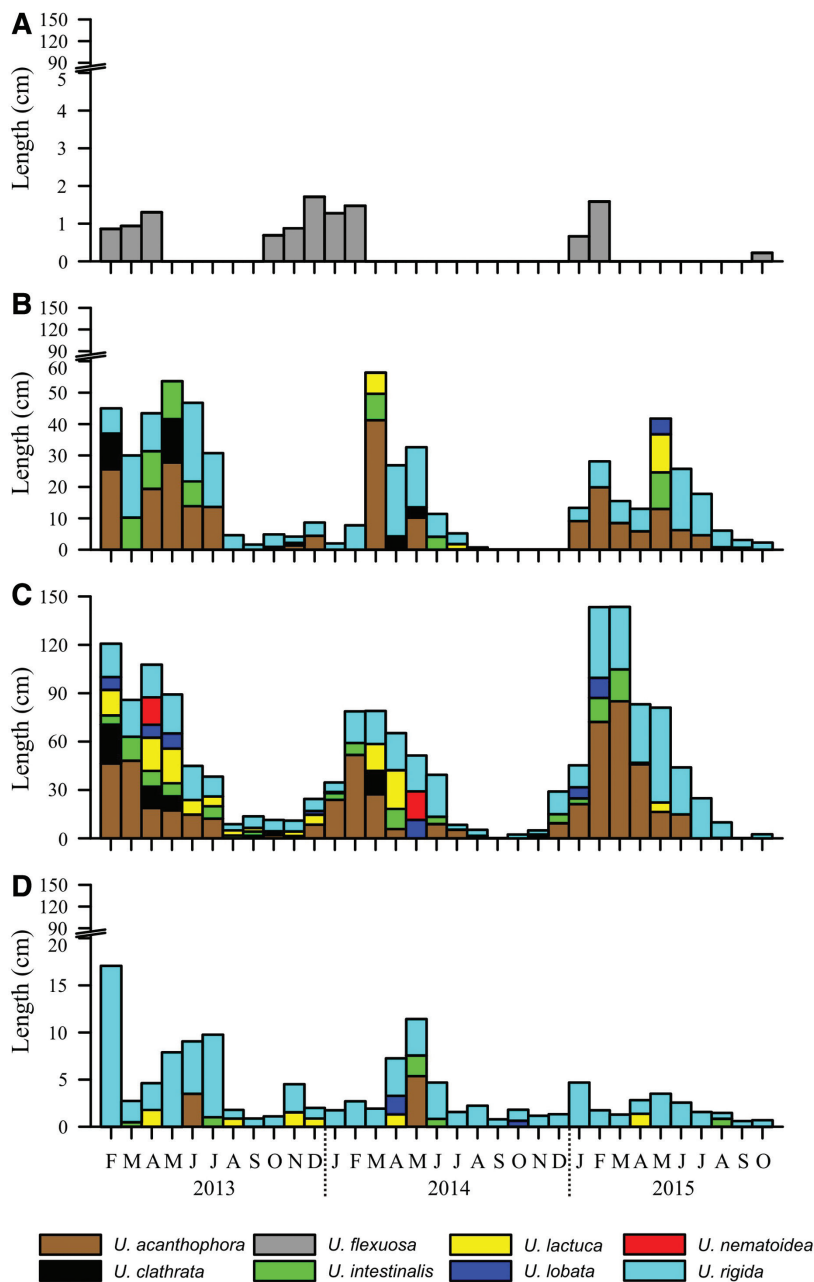 A
Length (cm)
150
120
90
5
4
3
2
1
0
B
Length (cm)
150
120
90
60
50
40
30
20
10
0
C
Length (cm)
150
120
90
60
30
0
D
Length (cm)
150
120
90
20
15
10
5
0
F M A M J J A S O N D J F M A M J J A S O N D J F M A M J J A S O
2013 2014 2015
U. acanthophora U. flexuosa U. lactuca U. nematoidea
U. clathrata U. intestinalis U. lobata U. rigida